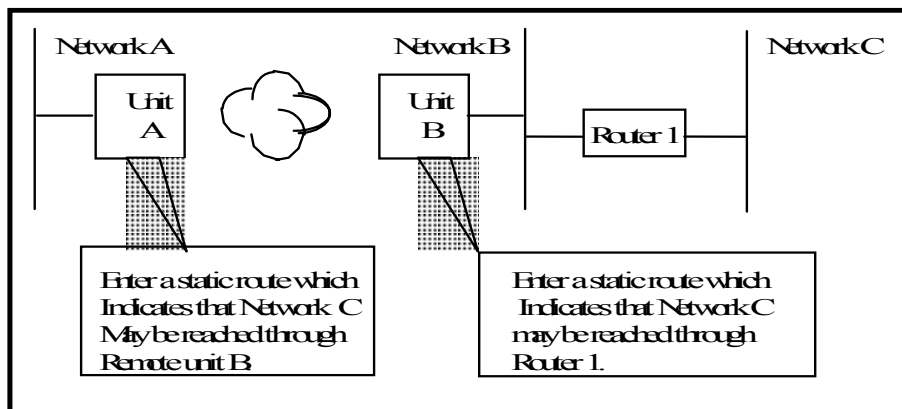 Network A
Network B
Network C
Unit
A
Unit
B
Router 1
Enter a static route which
Indicates that Network C
May be reached through
Remote unit B.
Enter a static route which
Indicates that Network C
may be reached through
Router 1.